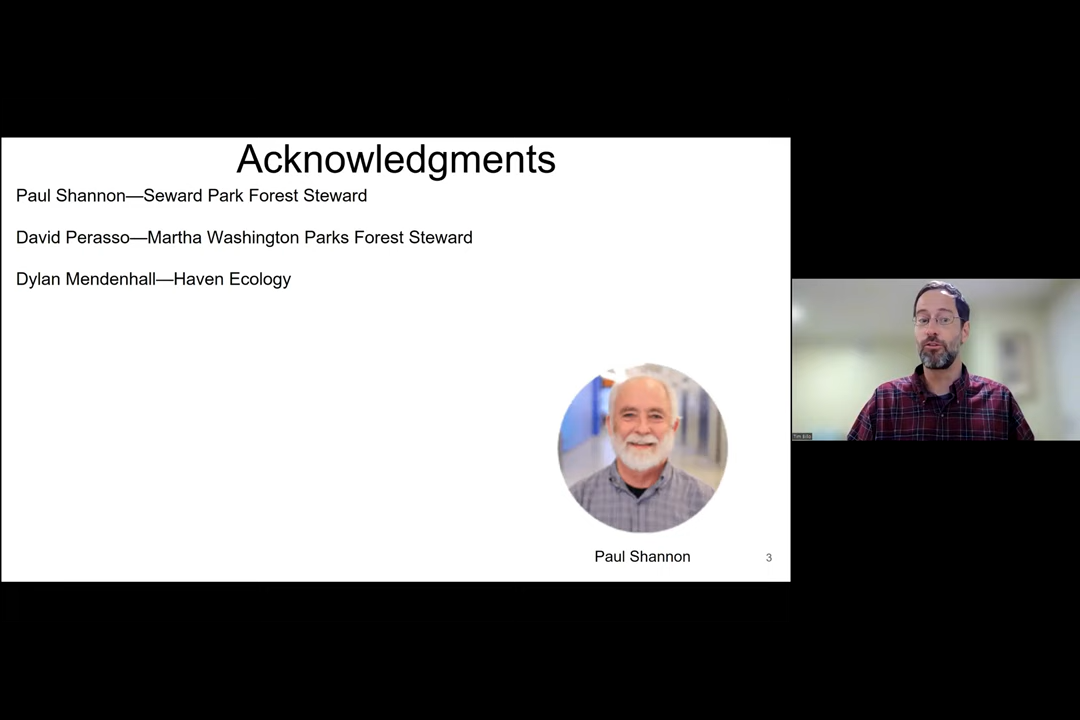 Acknowledgments
Paul Shannon—Seward Park Forest Steward
David Perasso—Martha Washington Parks Forest Steward
Dylan Mendenhall—Haven Ecology
Paul Shannon
3